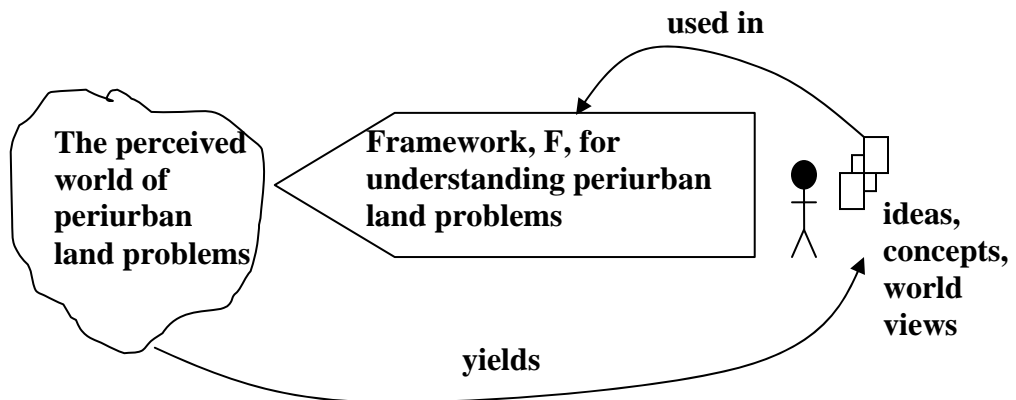 used in
The perceived
world of
periurban
land problems
Framework, F, for
understanding periurban
land problems
ideas,
concepts,
world
views
yields